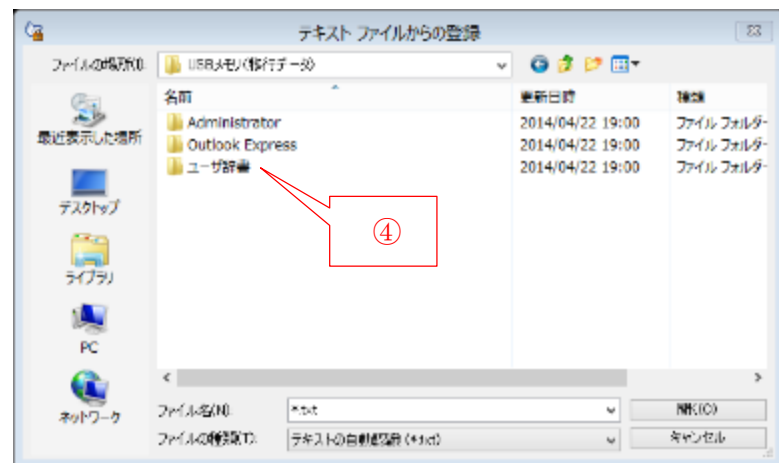 テキスト ファイルからの登録
ファイルの場所(I):
USBメモリ(移行データ)
名前
更新日時
種類
Administrator
2014/04/22 19:00
ファイル フォルダー
Outlook Express
2014/04/22 19:00
ファイル フォルダー
ユーザ辞書
2014/04/22 19:00
ファイル フォルダー
④
最近表示した場所
デスクトップ
ライブラリ
PC
ネットワーク
ファイル名(N):
*.txt
開く(O)
ファイルの種類(T):
テキストの自動認識 (*.txt)
キャンセル